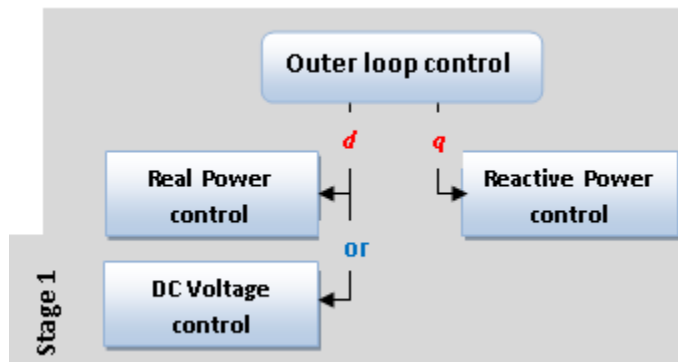 Outer loop control
d
q
Real Power
control
Reactive Power
control
or
DC Voltage
control
Stage 1